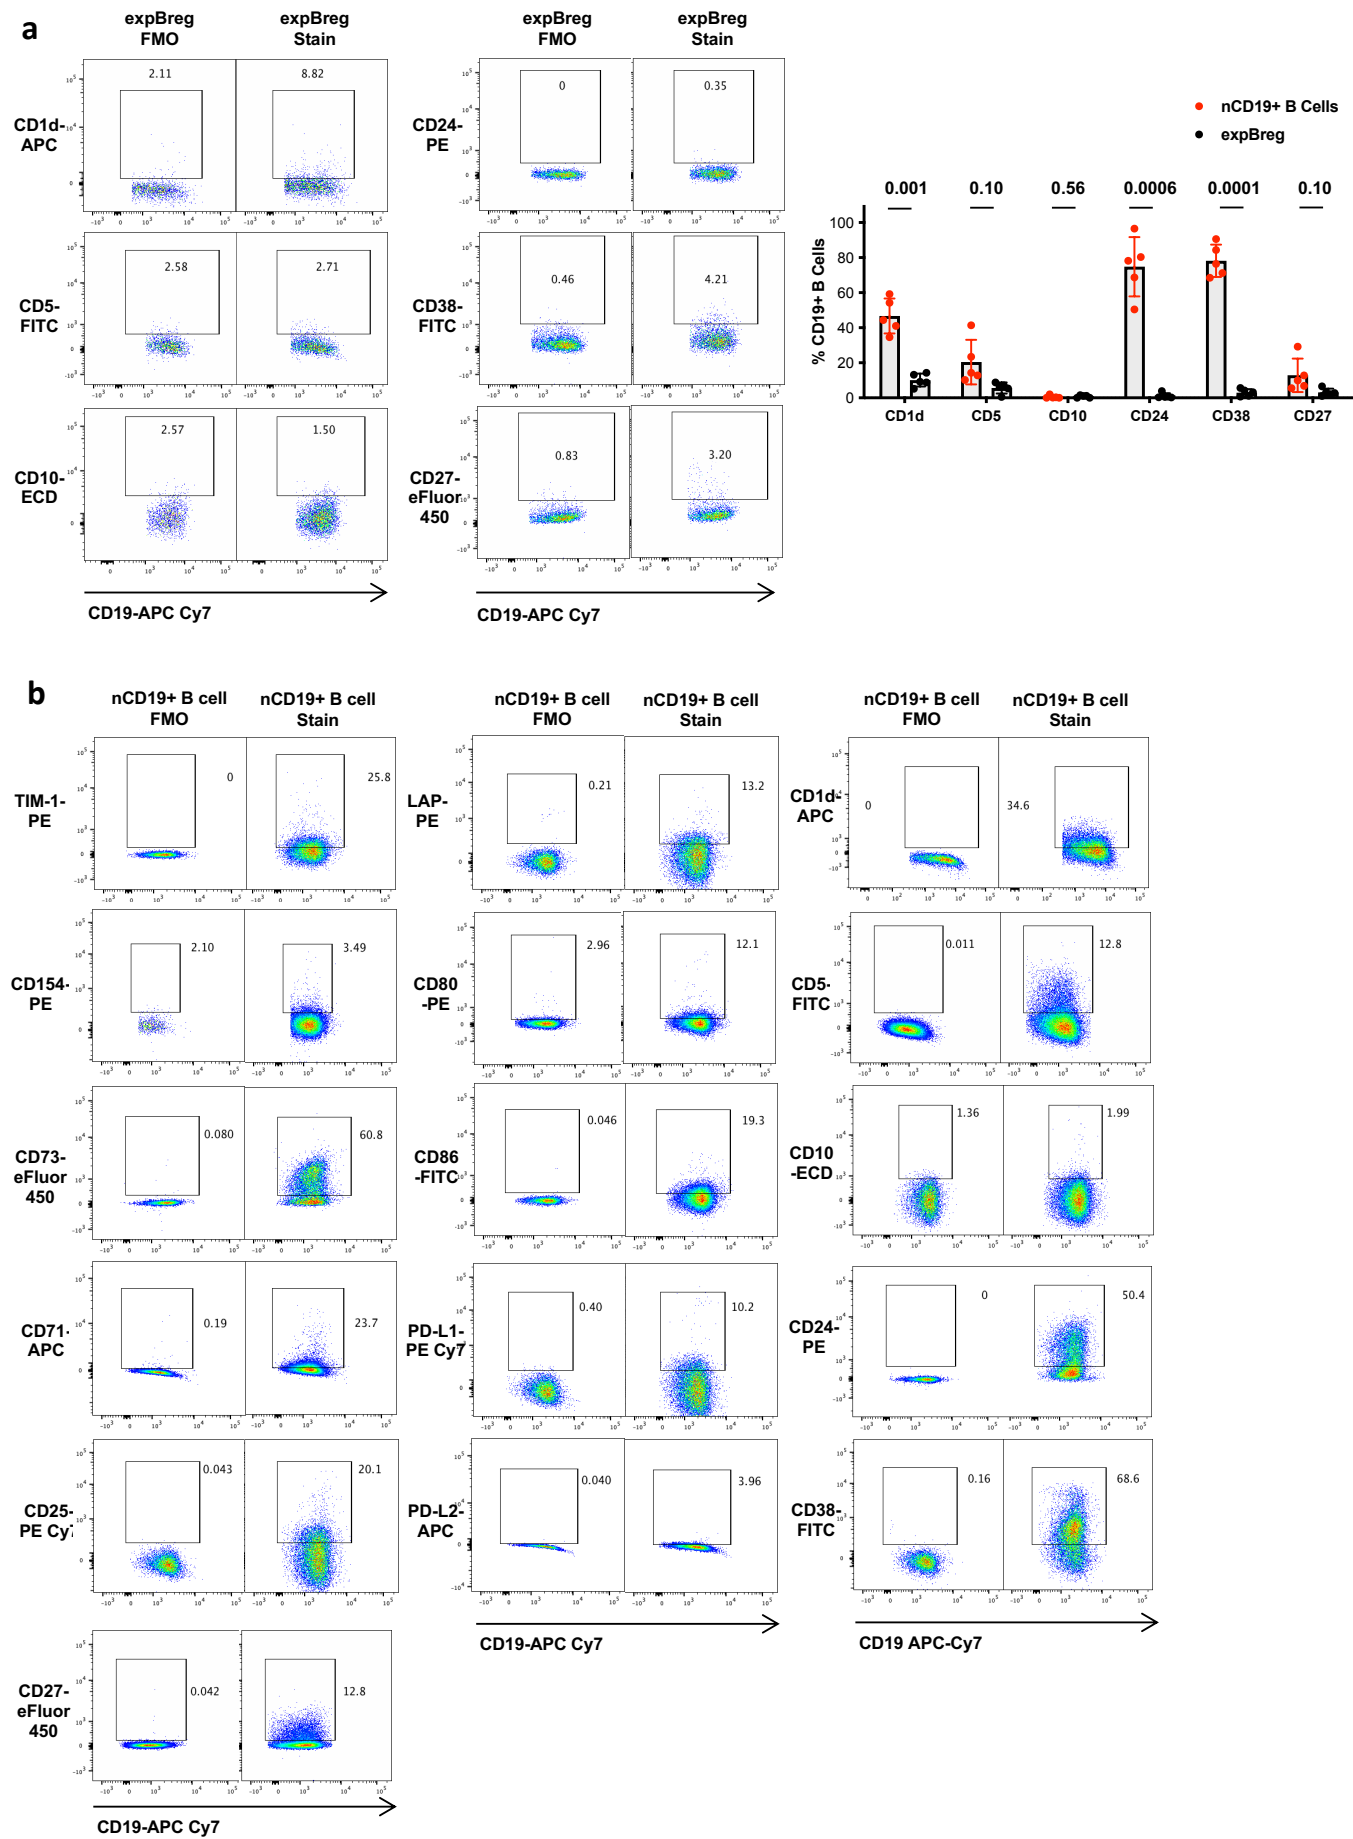 a
expBreg
FMO
expBreg
Stain
expBreg
FMO
expBreg
Stain
CD1d-
APC
2.11
8.82
CD24-
PE
0
0.35
CD5-
FITC
2.58
2.71
CD38-
FITC
0.46
4.21
CD10-
ECD
2.57
1.50
CD27-
eFluor
450
0.83
3.20
CD19-APC Cy7
CD19-APC Cy7
nCD19+ B Cells
expBreg
0.001
0.10
0.56
0.0006
0.0001
0.10
% CD19+ B Cells
100
80
60
40
20
0
CD1d
CD5
CD10
CD24
CD38
CD27
b
nCD19+ B cell
FMO
nCD19+ B cell
Stain
nCD19+ B cell
FMO
nCD19+ B cell
Stain
nCD19+ B cell
FMO
nCD19+ B cell
Stain
TIM-1-
PE
0
25.8
LAP-
PE
0.21
13.2
CD1d-
APC
0
34.6
CD154-
PE
2.10
3.49
CD80
-PE
2.96
12.1
CD5-
FITC
0.011
12.8
CD73-
eFluor
450
0.080
60.8
CD86
-FITC
0.046
19.3
CD10
-ECD
1.36
1.99
CD71-
APC
0.19
23.7
PD-L1-
PE Cy7
0.40
10.2
CD24-
PE
0
50.4
CD25-
PE Cy7
0.043
20.1
PD-L2-
APC
0.040
3.96
CD38-
FITC
0.16
68.6
CD19-APC Cy7
CD19 APC-Cy7
CD27-
eFluor
450
0.042
12.8
CD19-APC Cy7